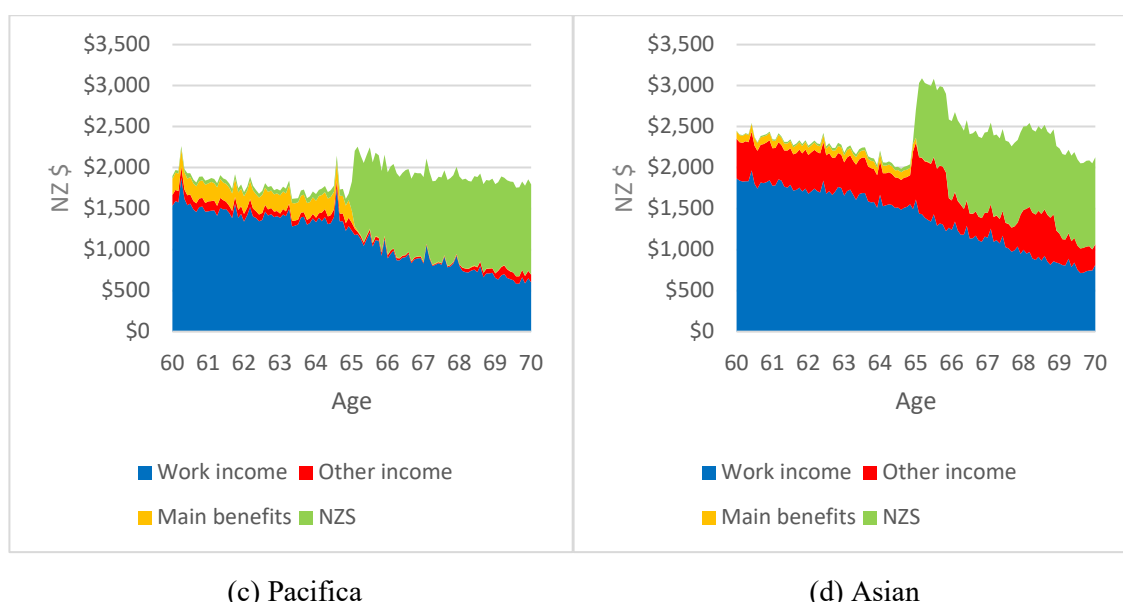 $3,500
$3,000
$2,500
$2,000
$1,500
$1,000
$500
$0
NZ $
60 61 62 63 64 65 66 67 68 69 70
Age
Work income Other income
Main benefits NZS
(c) Pacifica
$3,500
$3,000
$2,500
$2,000
$1,500
$1,000
$500
$0
NZ $
60 61 62 63 64 65 66 67 68 69 70
Age
Work income Other income
Main benefits NZS
(d) Asian